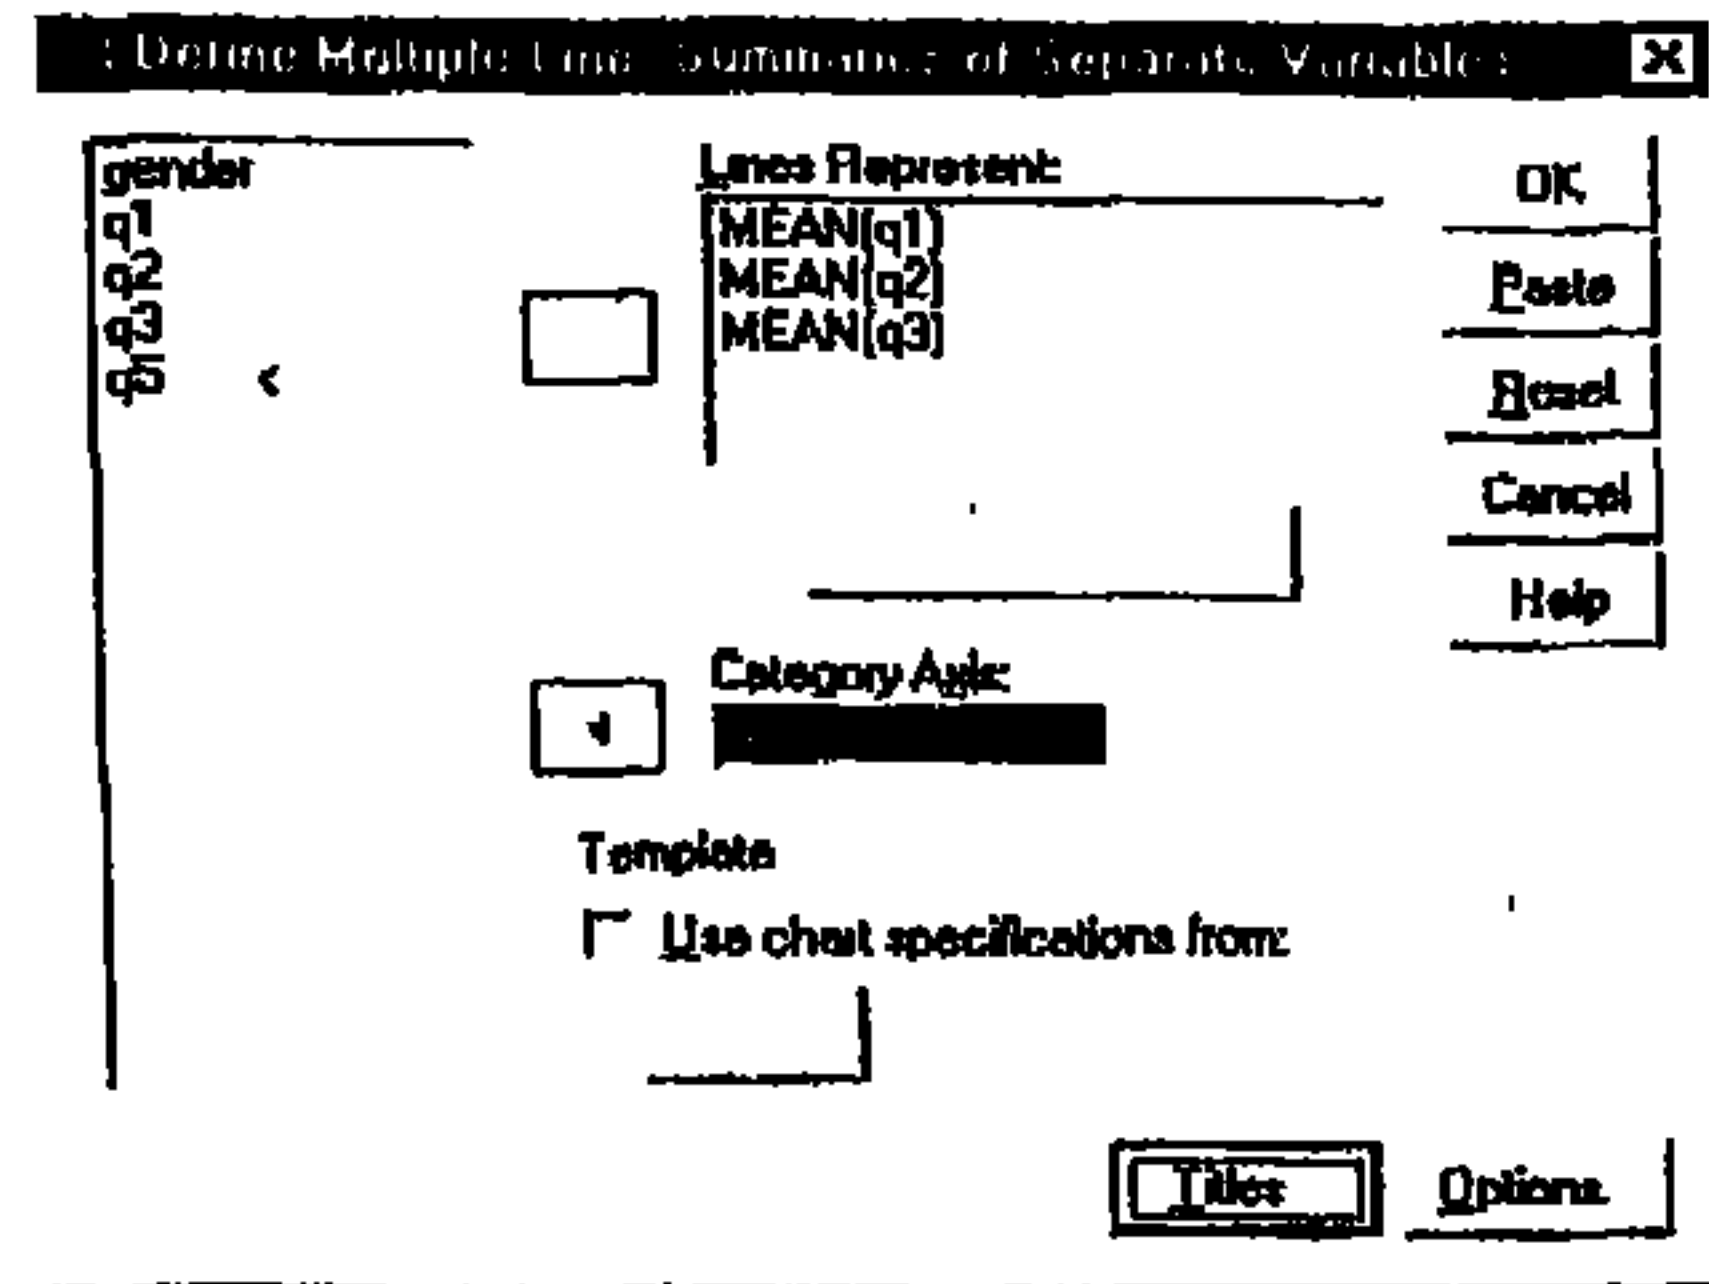 Define Multiple Line: Summaries of Separate Variables
gender
q1
q2
q3
q5
Lines Represent:
MEAN(q1)
MEAN(q2)
MEAN(q3)
Category Axis:
Template
Use chart specifications from:
OK
Paste
Reset
Cancel
Help
Titles
Options